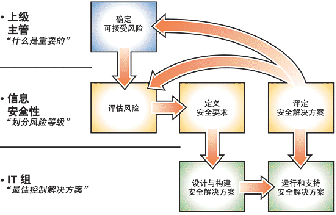 • 上级
主管
“什么是重要的”
确定
可接受风险
• 信息
安全性
“划分风险等级”
评估风险
定义
安全要求
评定
安全解决方案
• IT 组
“最佳控制解决方案”
设计与构建
安全解决方案
运行和支持
安全解决方案